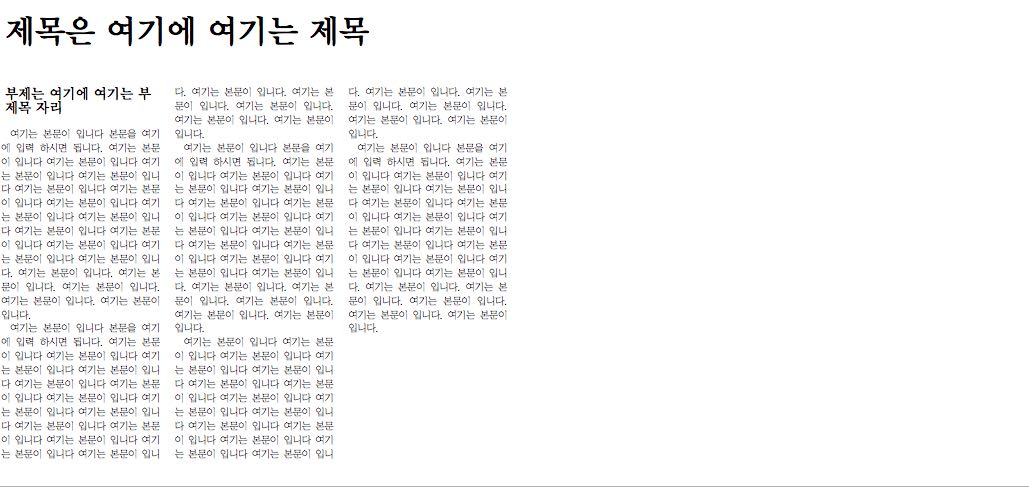 제목은 여기에 여기는 제목
부제는 여기에 여기는 부
제목 자리
여기는 본문이 입니다 본문을 여기
에 입력 하시면 됩니다. 여기는 본문
이 입니다 여기는 본문이 입니다 여기
는 본문이 입니다 여기는 본문이 입니
다 여기는 본문이 입니다 여기는 본문
이 입니다 여기는 본문이 입니다 여기
는 본문이 입니다 여기는 본문이 입니
다 여기는 본문이 입니다 여기는 본문
이 입니다 여기는 본문이 입니다 여기
는 본문이 입니다 여기는 본문이 입니
다. 여기는 본문이 입니다. 여기는 본
문이 입니다. 여기는 본문이 입니다.
여기는 본문이 입니다. 여기는 본문이
입니다.
여기는 본문이 입니다 본문을 여기
에 입력 하시면 됩니다. 여기는 본문
이 입니다 여기는 본문이 입니다 여기
는 본문이 입니다 여기는 본문이 입니
다 여기는 본문이 입니다 여기는 본문
이 입니다 여기는 본문이 입니다 여기
는 본문이 입니다 여기는 본문이 입니
다 여기는 본문이 입니다 여기는 본문
이 입니다 여기는 본문이 입니다 여기
는 본문이 입니다 여기는 본문이 입니
다. 여기는 본문이 입니다. 여기는 본
문이 입니다. 여기는 본문이 입니다.
여기는 본문이 입니다. 여기는 본문이
입니다.
여기는 본문이 입니다 본문을 여기
에 입력 하시면 됩니다. 여기는 본문
이 입니다 여기는 본문이 입니다 여기
는 본문이 입니다 여기는 본문이 입니
다 여기는 본문이 입니다 여기는 본문
이 입니다 여기는 본문이 입니다 여기
는 본문이 입니다 여기는 본문이 입니
다 여기는 본문이 입니다 여기는 본문
이 입니다 여기는 본문이 입니다 여기
는 본문이 입니다 여기는 본문이 입니
다. 여기는 본문이 입니다. 여기는 본
문이 입니다. 여기는 본문이 입니다.
여기는 본문이 입니다. 여기는 본문이
입니다.
여기는 본문이 입니다 여기는 본문
이 입니다 여기는 본문이 입니다 여기
는 본문이 입니다 여기는 본문이 입니
다 여기는 본문이 입니다 여기는 본문
이 입니다 여기는 본문이 입니다 여기
는 본문이 입니다 여기는 본문이 입니
다 여기는 본문이 입니다 여기는 본문
이 입니다 여기는 본문이 입니다 여기
는 본문이 입니다 여기는 본문이 입니
다. 여기는 본문이 입니다. 여기는 본
문이 입니다. 여기는 본문이 입니다.
여기는 본문이 입니다. 여기는 본문이
입니다.
여기는 본문이 입니다 본문을 여기
에 입력 하시면 됩니다. 여기는 본문
이 입니다 여기는 본문이 입니다 여기
는 본문이 입니다 여기는 본문이 입니
다 여기는 본문이 입니다 여기는 본문
이 입니다 여기는 본문이 입니다 여기
는 본문이 입니다 여기는 본문이 입니
다 여기는 본문이 입니다 여기는 본문
이 입니다 여기는 본문이 입니다 여기
는 본문이 입니다 여기는 본문이 입니
다. 여기는 본문이 입니다. 여기는 본
문이 입니다. 여기는 본문이 입니다.
여기는 본문이 입니다. 여기는 본문이
입니다.